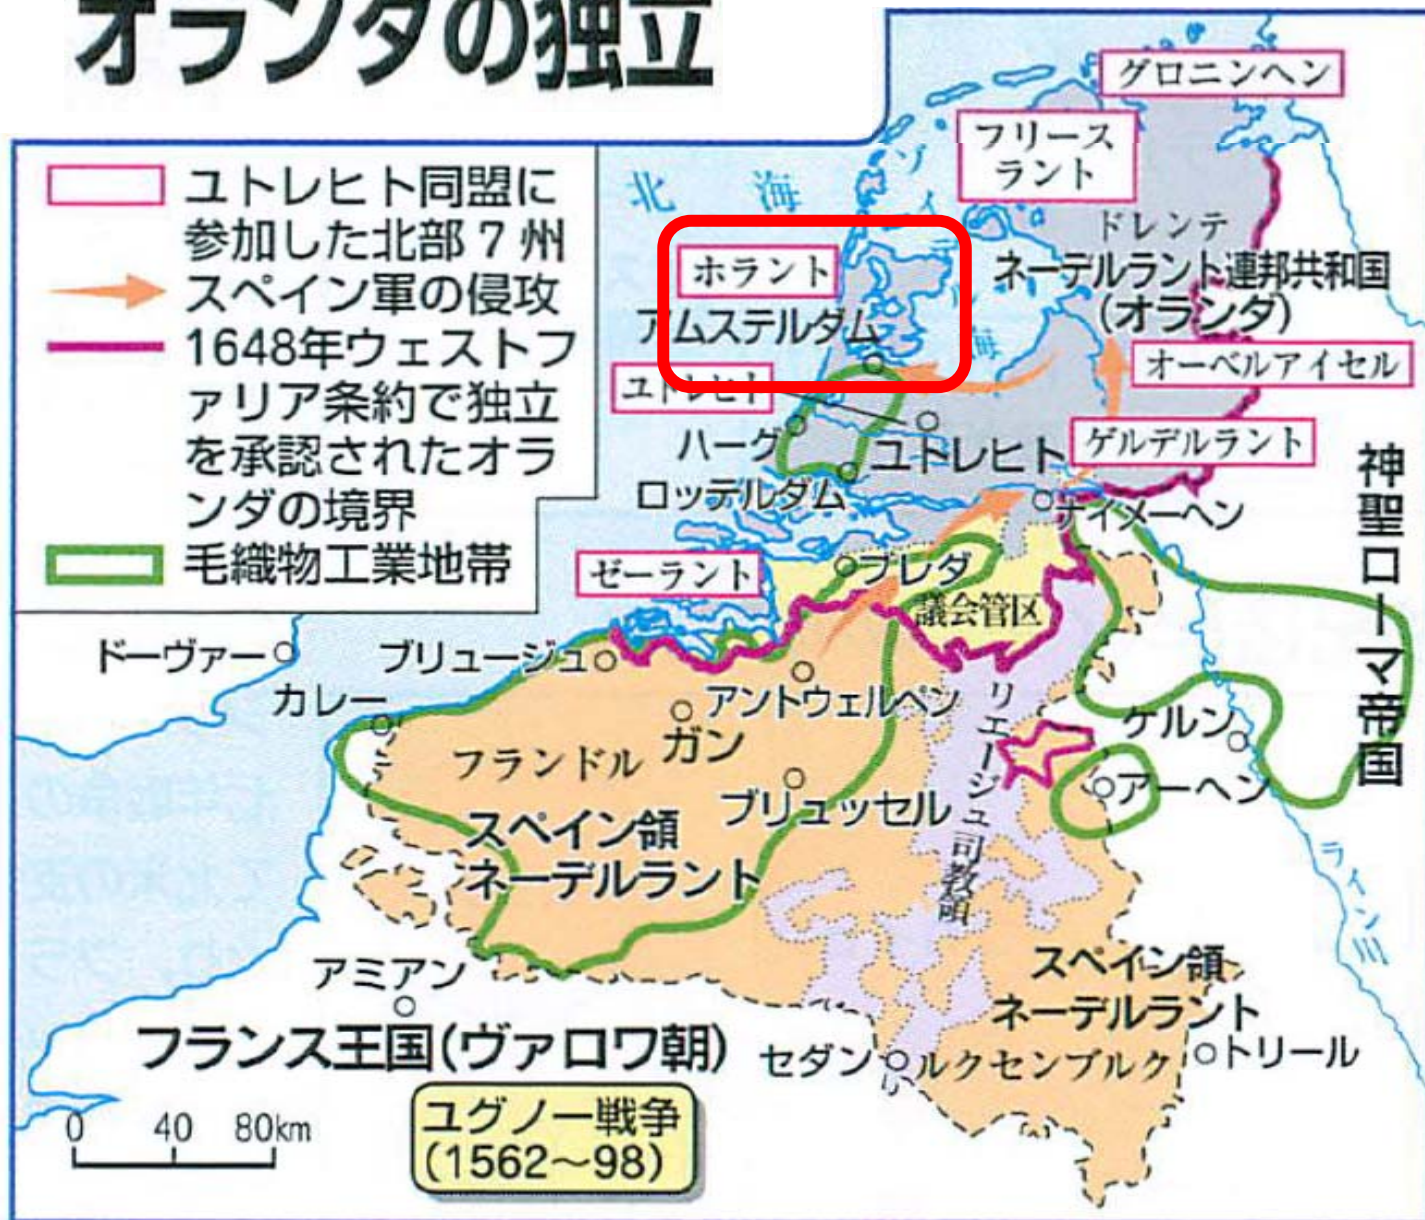 オランダの独立
ユトレヒト同盟に
参加した北部7州
スペイン軍の侵攻
1648年ウェストフ
ァリア条約で独立
を承認されたオラ
ンダの境界
毛織物工業地帯
グロニンヘン
フリース
ラント
北海
ゾイデル海
ドレンテ
ホラント
ネーデルラント連邦共和国
(オランダ)
アムステルダム
オーベルアイセル
ユトレヒト
ハーグ
ユトレヒト
ゲルデルラント
ロッテルダム
ナイメーヘン
神聖ローマ帝国
ゼーラント
ブレダ
議会管区
ドーヴァー
ブリュージュ
カレー
アントウェルペン
ガン
フランドル
リエージュ司教領
ケルン
アーヘン
ブリュッセル
スペイン領
ネーデルラント
ライン川
アミアン
スペイン領
ネーデルラント
フランス王国(ヴァロワ朝)
セダン
ルクセンブルク
トリール
ユグノー戦争
(1562〜98)
0 40 80km